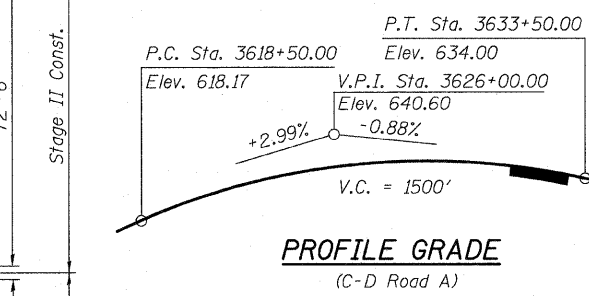 P.T. Sta. 3633+50.00
Elev. 634.00
P.C. Sta. 3618+50.00
Elev. 618.17
V.P.I. Sta. 3626+00.00
Elev. 640.60
+2.99%
-0.88%
V.C. = 1500'
PROFILE GRADE
(C-D Road A)
Stage II Const.